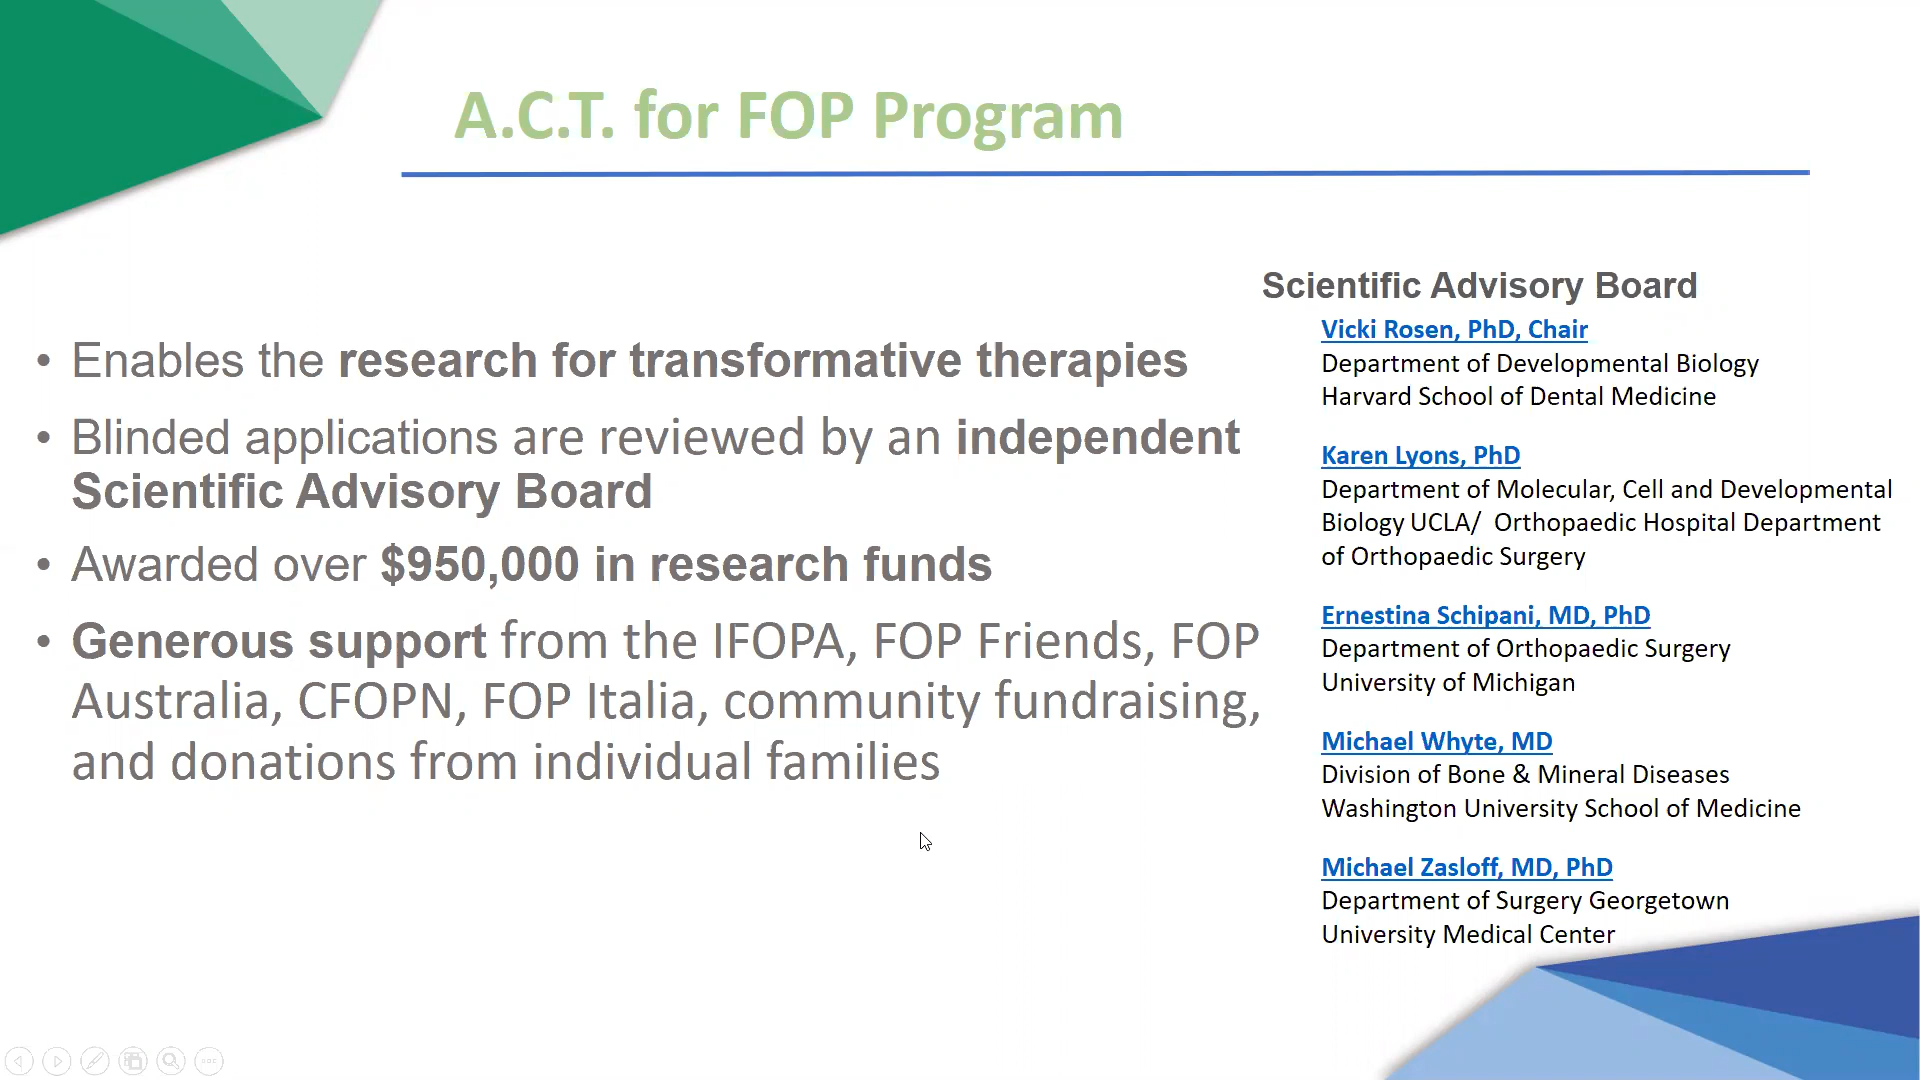 A.C.T. for FOP Program
• Enables the research for transformative therapies
• Blinded applications are reviewed by an independent
Scientific Advisory Board
• Awarded over $950,000 in research funds
• Generous support from the IFOPA, FOP Friends, FOP
Australia, CFOPN, FOP Italia, community fundraising,
and donations from individual families
Scientific Advisory Board
Vicki Rosen, PhD, Chair
Department of Developmental Biology
Harvard School of Dental Medicine
Karen Lyons, PhD
Department of Molecular, Cell and Developmental
Biology UCLA/ Orthopaedic Hospital Department
of Orthopaedic Surgery
Ernestina Schipani, MD, PhD
Department of Orthopaedic Surgery
University of Michigan
Michael Whyte, MD
Division of Bone & Mineral Diseases
Washington University School of Medicine
Michael Zasloff, MD, PhD
Department of Surgery Georgetown
University Medical Center